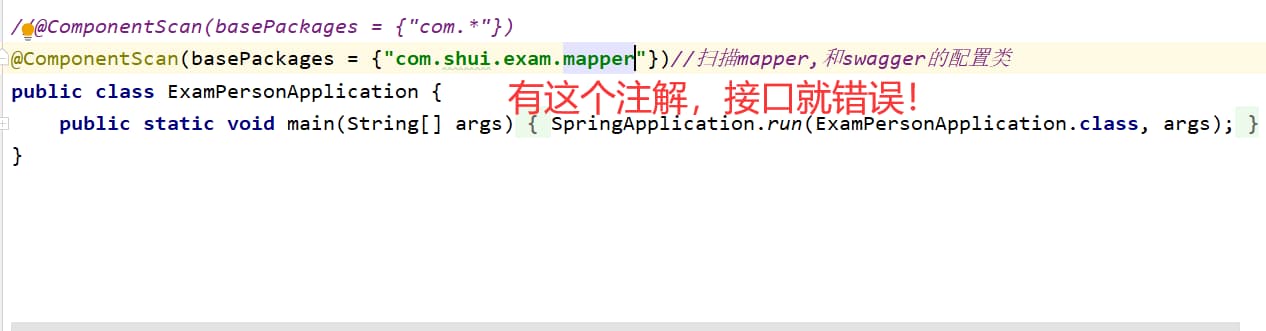 //@ComponentScan(basePackages = {"com.*"})
@ComponentScan(basePackages = {"com.shui.exam.mapper"})//扫描mapper,和swagger的配置类
public class ExamPersonApplication {
有这个注解，接口就错误！
public static void main(String[] args) { SpringApplication.run(ExamPersonApplication.class, args); }
}